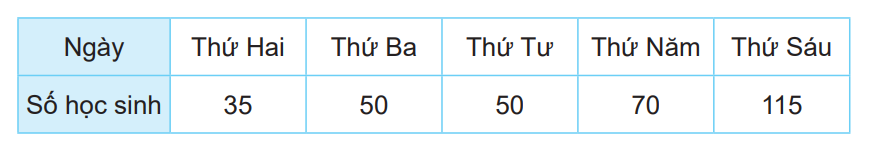 Ngày Thứ Hai Thứ Ba Thứ Tư Thứ Năm Thứ Sáu
Số học sinh 35 50 50 70 115